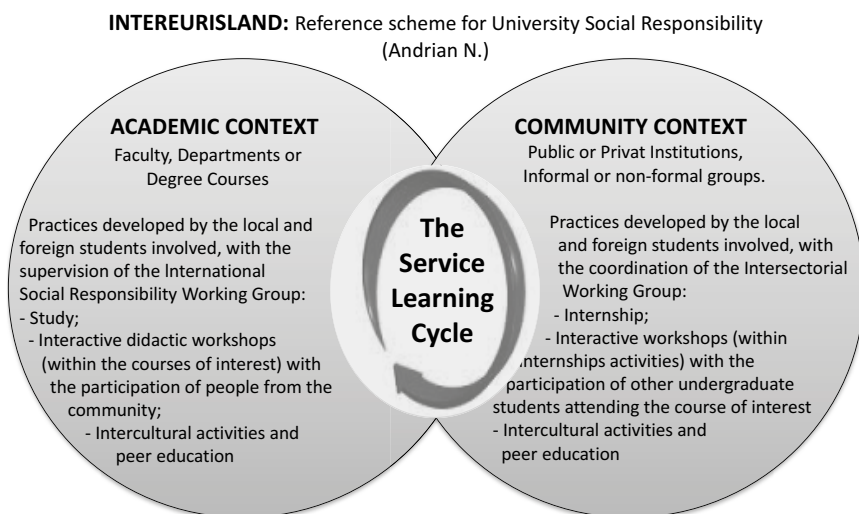 INTEREURISLAND: Reference scheme for University Social Responsibility
(Andrian N.)
ACADEMIC CONTEXT
Faculty, Departments or
Degree Courses
Practices developed by the local and
foreign students involved, with the
supervision of the International
Social Responsibility Working Group:
- Study;
- Interactive didactic workshops
(within the courses of interest) with
the participation of people from the
community;
- Intercultural activities and
peer education
The
Service
Learning
Cycle
COMMUNITY CONTEXT
Public or Privat Institutions,
Informal or non-formal groups.
Practices developed by the local
and foreign students involved, with
the coordination of the Intersectorial
Working Group:
- Internship;
- Interactive workshops (within
internships activities) with the
participation of other undergraduate
students attending the course of interest
- Intercultural activities and
peer education